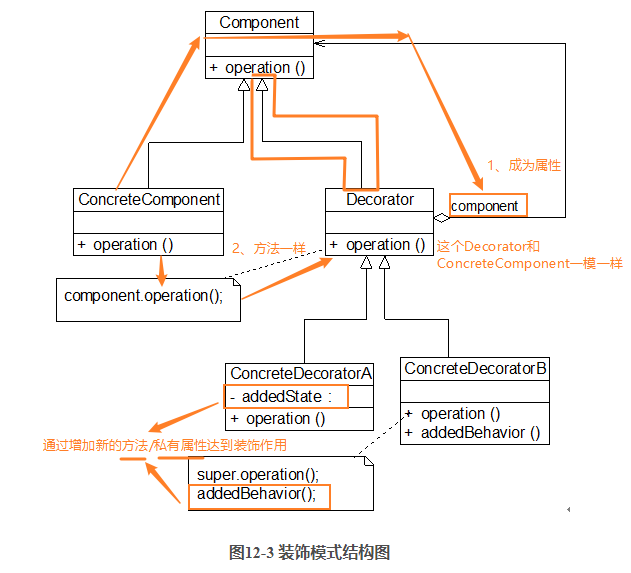 Component
+ operation ()
1、成为属性
ConcreteComponent
Decorator
component
+ operation ()
2、方法一样
+ operation ()
这个Decorator和
ConcreteComponent一模一样
component.operation();
ConcreteDecoratorA
ConcreteDecoratorB
- addedState :
+ operation ()
+ operation ()
+ addedBehavior ()
通过增加新的方法/私有属性达到装饰作用
super.operation();
addedBehavior();
图12-3 装饰模式结构图